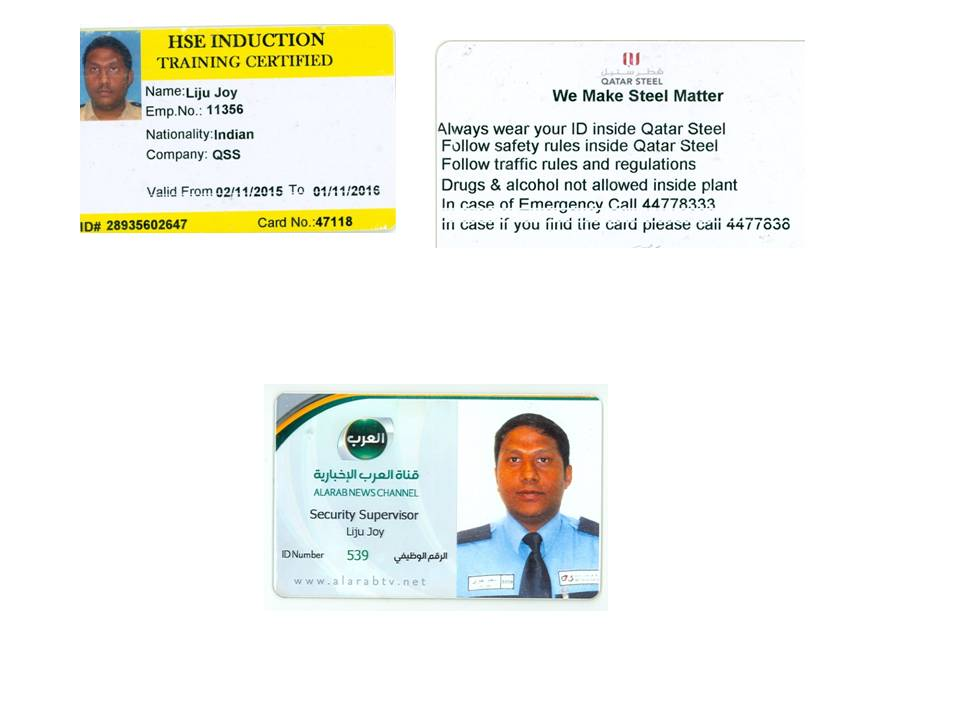 HSE INDUCTION
TRAINING CERTIFIED
Name: Liju Joy
Emp.No.: 11356
Nationality: Indian
Company: QSS
Valid From 02/11/2015 To 01/11/2016
ID# 28935602647 Card No.: 47118
قطر ستيل
QATAR STEEL
We Make Steel Matter
Always wear your ID inside Qatar Steel
Follow safety rules inside Qatar Steel
Follow traffic rules and regulations
Drugs & alcohol not allowed inside plant
In case of Emergency Call 44778333
In case if you find the card please call 4477838
العرب
قناة العرب الإخبارية
ALARAB NEWS CHANNEL
Security Supervisor
Liju Joy
ID Number 539 الرقم الوظيفي
www.alarabtv.net